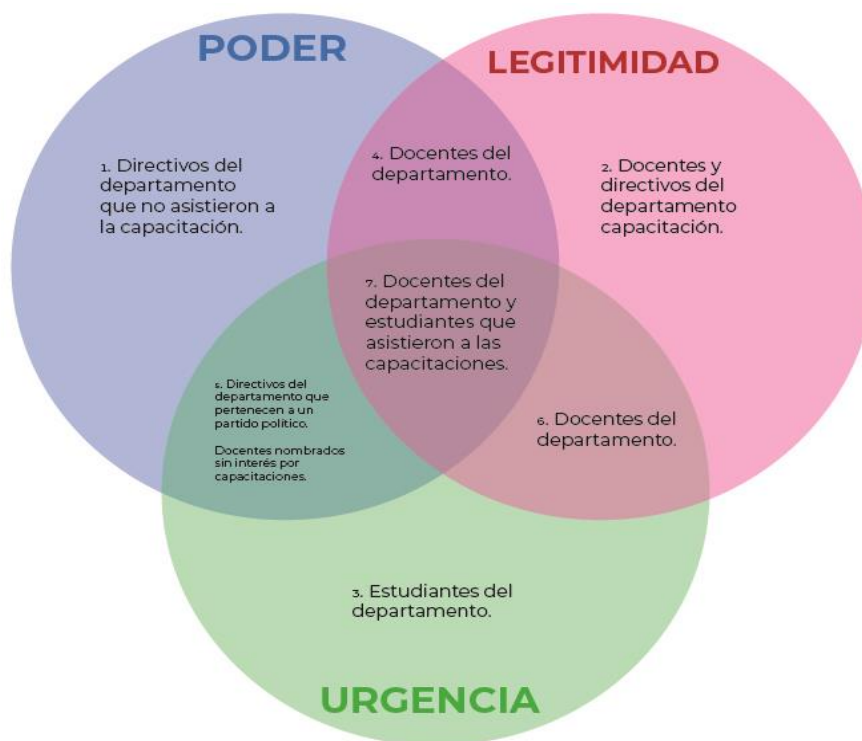 PODER
LEGITIMIDAD
1. Directivos del
departamento
que no asistieron a
la capacitación.
4. Docentes del
departamento.
2. Docentes y
directivos del
departamento
capacitación.
7. Docentes del
departamento y
estudiantes que
asistieron a las
capacitaciones.
5. Directivos del
departamento que
pertenecen a un
partido político.
Docentes nombrados
sin interés por
capacitaciones.
6. Docentes del
departamento.
3. Estudiantes del
departamento.
URGENCIA